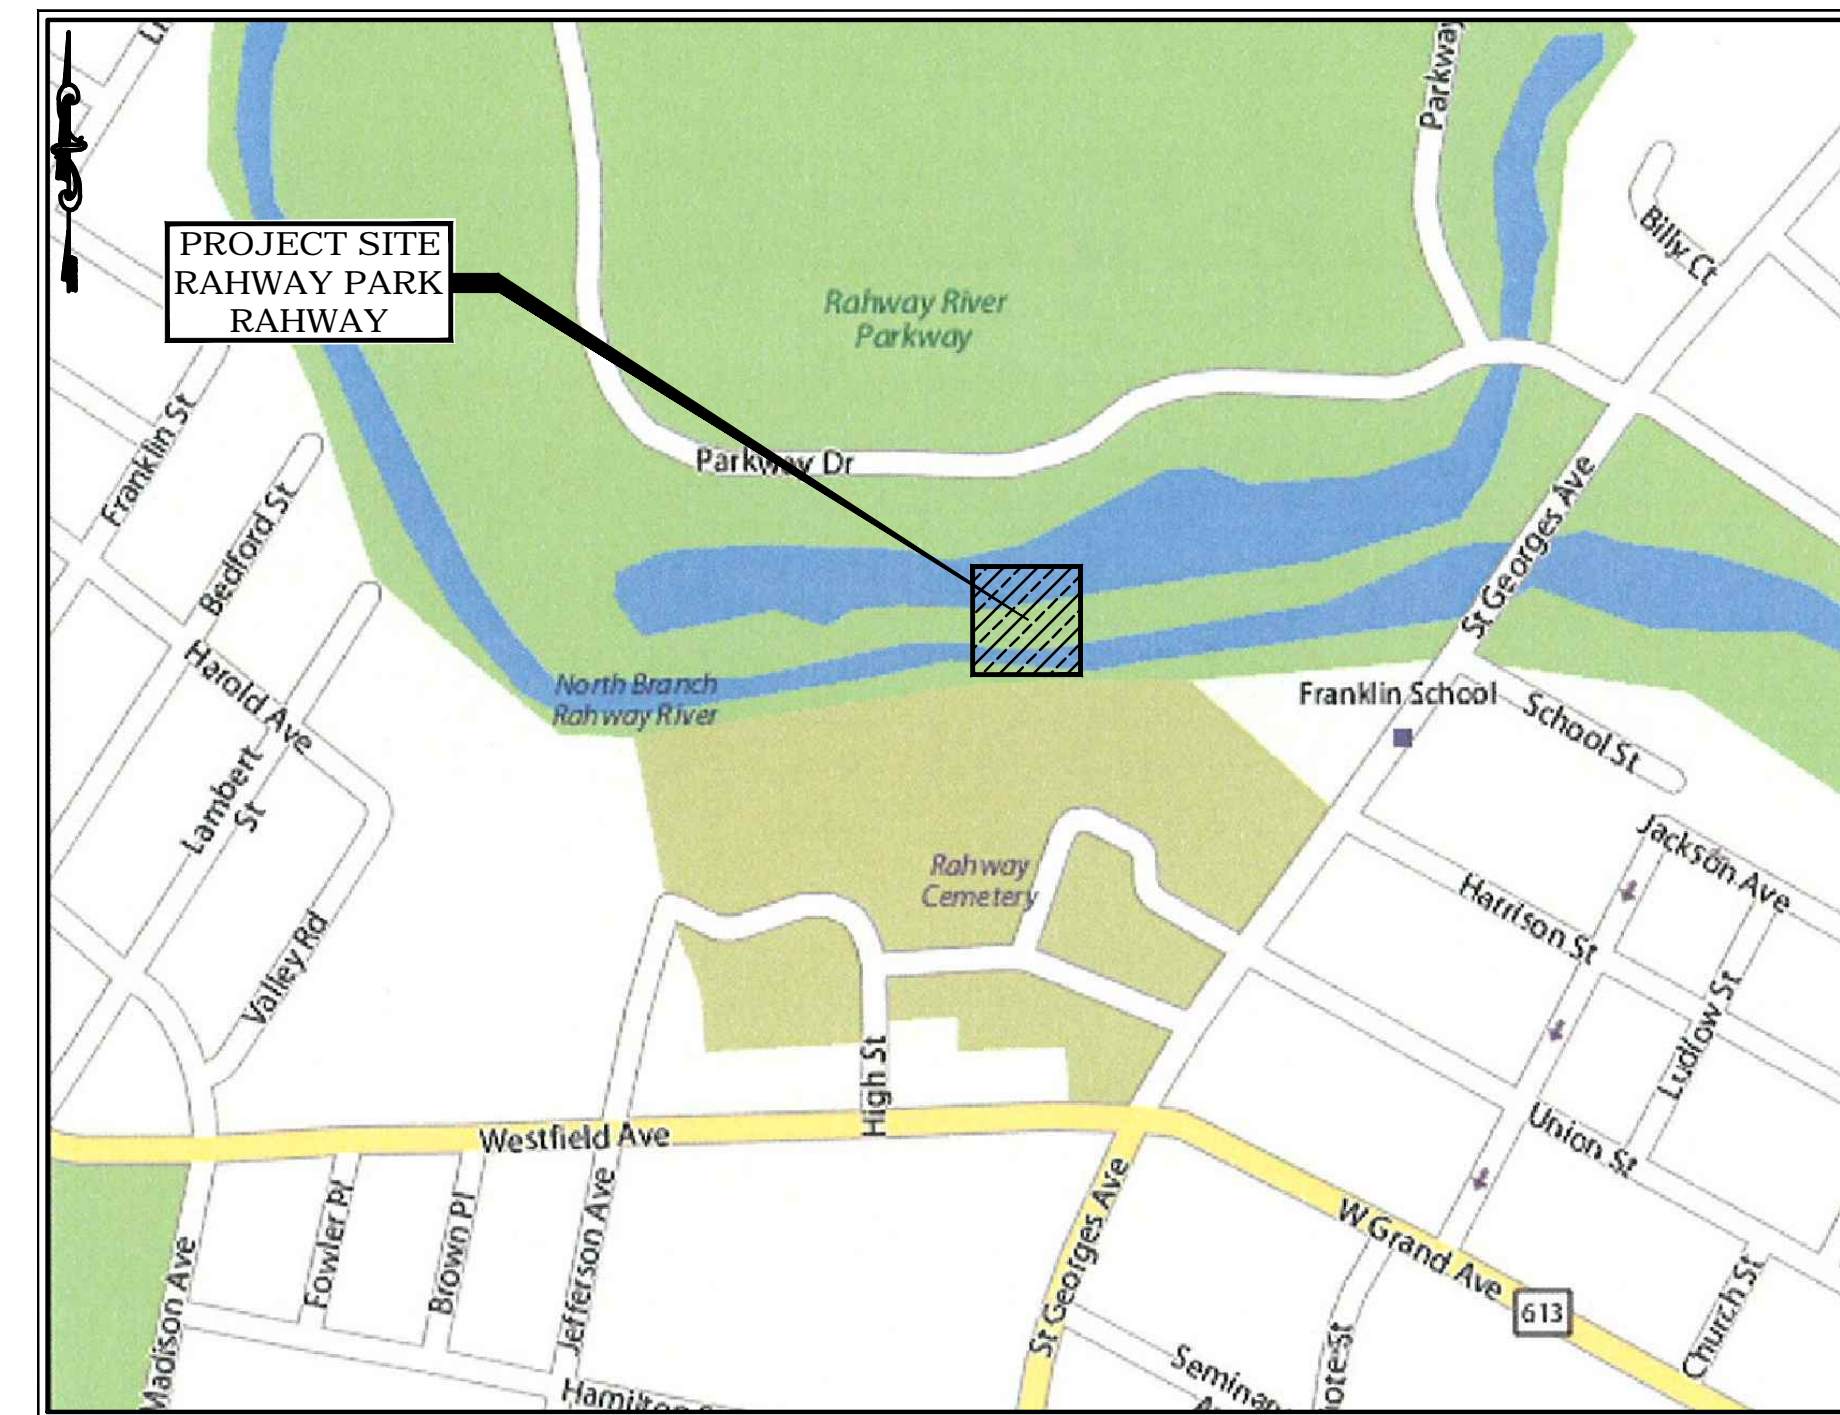 Parkway
Billy Ct
PROJECT SITE
RAHWAY PARK
RAHWAY
Rahway River
Parkway
Franklin St
Parkway Dr
Bedford St
St Georges Ave
Harold Ave
North Branch
Rahway River
Franklin School
School St
Lambert
St
Jackson Ave
Rahway
Cemetery
Harrison St
Valley Rd
Ludlow St
High St
Westfield Ave
Union St
Fowler Pl
Brown Pl
Jefferson Ave
St Georges Ave
W Grand Ave
Madison Ave
613
Church St
Hamilton